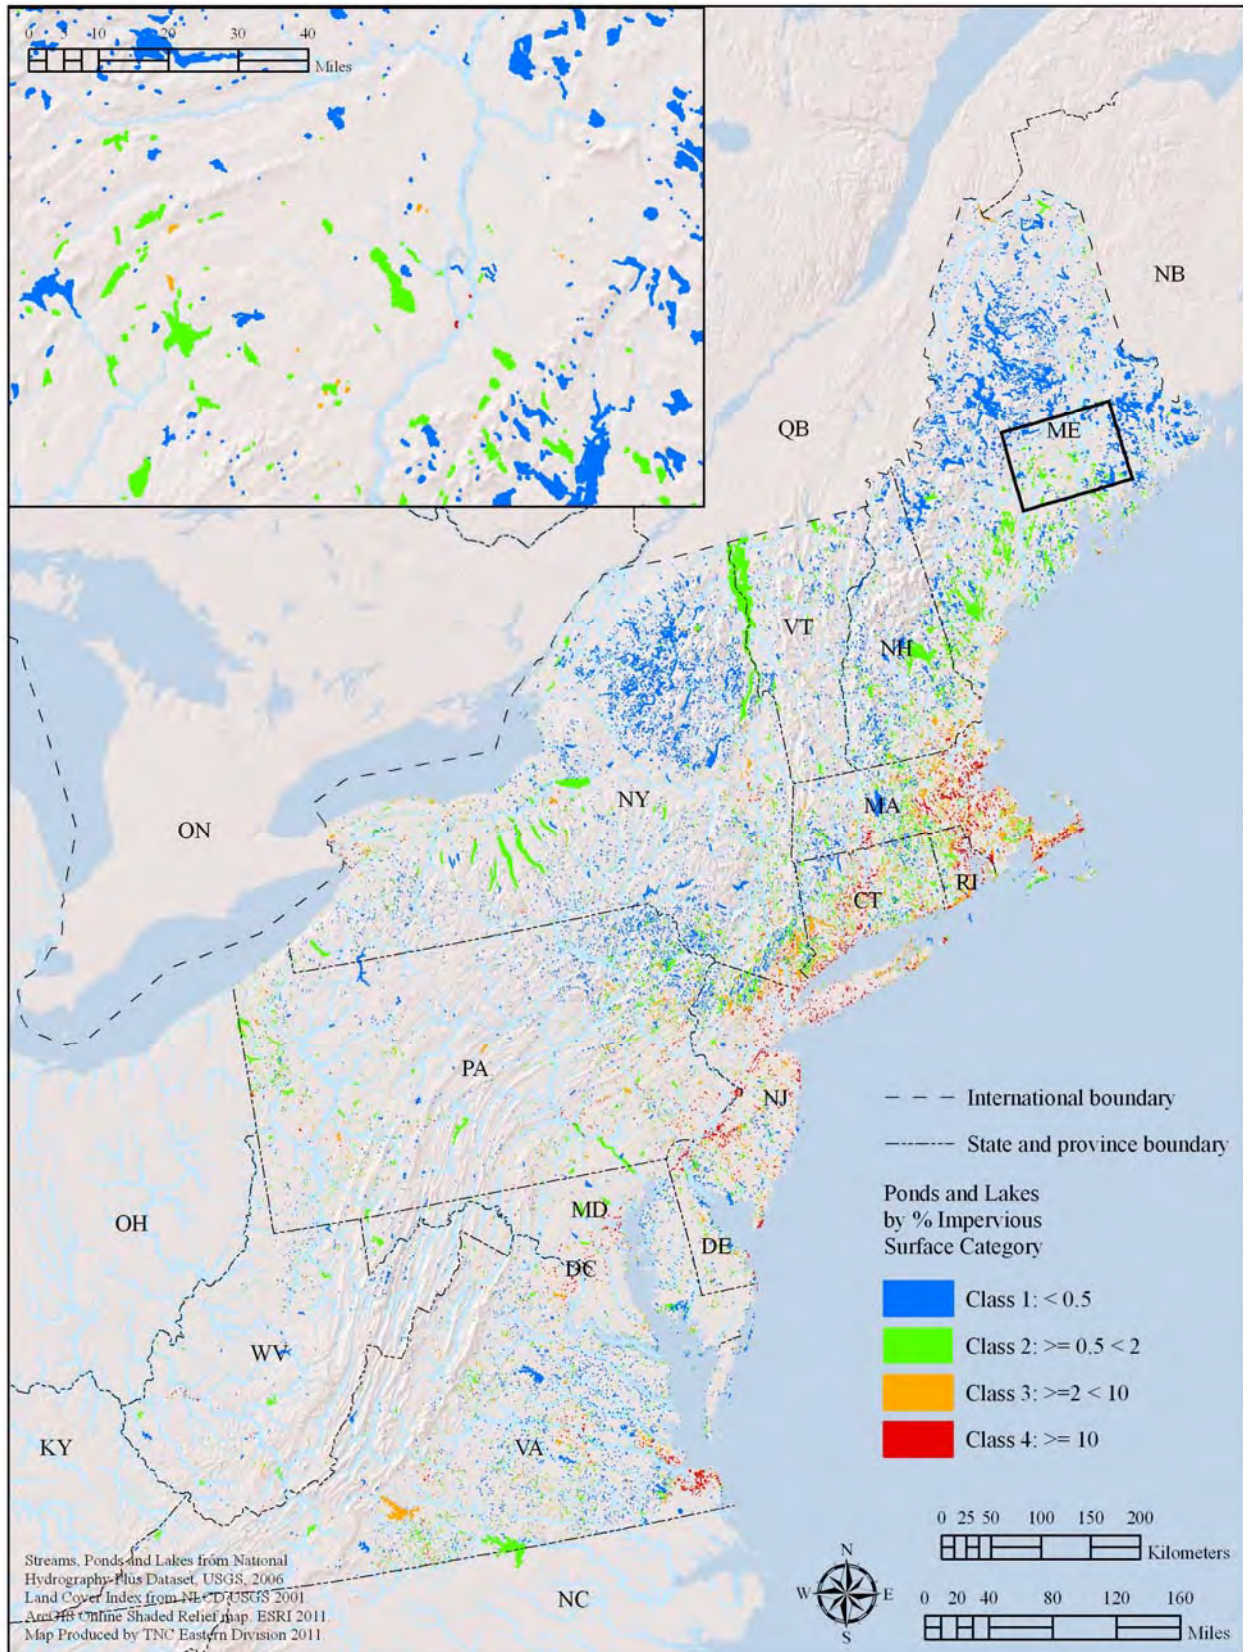 0 5 10 20 30 40
Miles
NB
ME
QB
VT
NH
NY
MA
ON
CT
RI
PA
NJ
International boundary
State and province boundary
Ponds and Lakes
by % Impervious
Surface Category
Class 1: < 0.5
Class 2: >= 0.5 < 2
Class 3: >=2 < 10
Class 4: >= 10
OH
MD
DE
DC
WV
KY
VA
NC
0 25 50 100 150 200
Kilometers
N
W E
S
0 20 40 80 120 160
Miles
Streams, Ponds and Lakes from National
Hydrography Plus Dataset, USGS, 2006
Land Cover Index from NLCD USGS 2001
ArcGIS Online Shaded Relief map. ESRI 2011.
Map Produced by TNC Eastern Division 2011